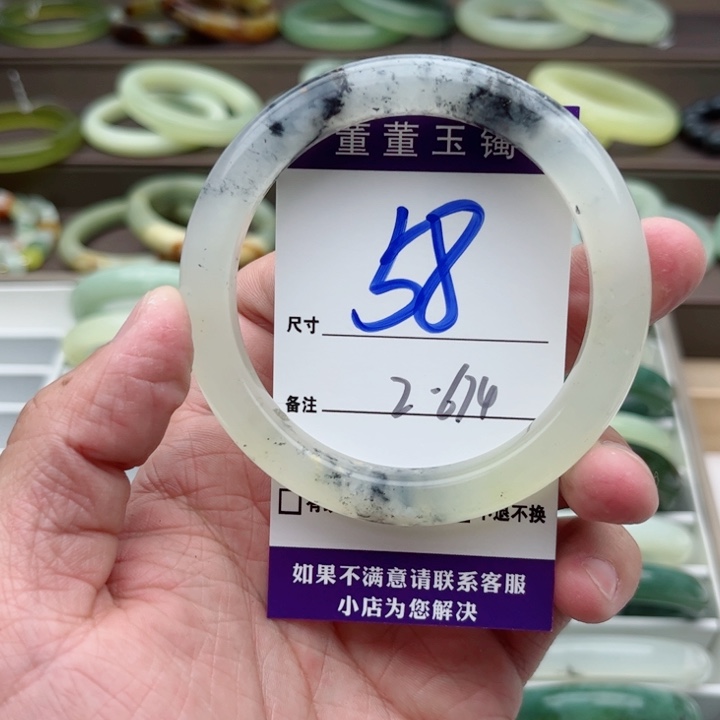 董董玉镯
尺寸 58
备注 2-674
不退不换
如果不满意请联系客服
小店为您解决